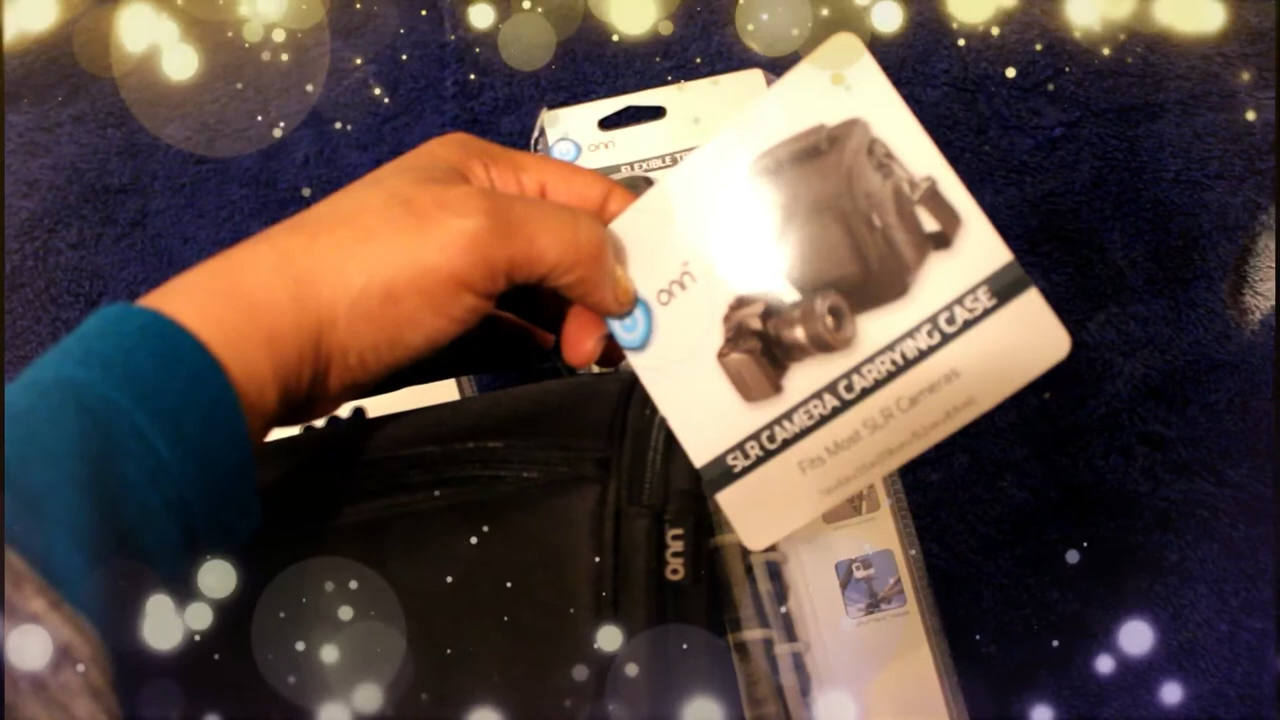 onn
FLEXIBLE
onn
SLR CAMERA CARRYING CASE
Fits Most SLR Cameras
onn